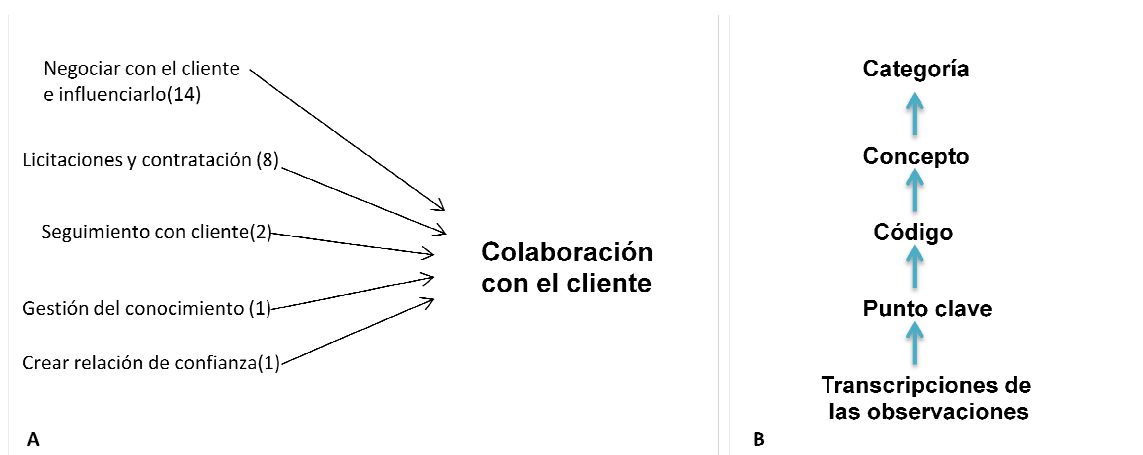 Negociar con el cliente
e influenciarlo(14)
Licitaciones y contratación (8)
Seguimiento con cliente(2)
Gestión del conocimiento (1)
Crear relación de confianza(1)
Colaboración
con el cliente
A
Categoría
Concepto
Código
Punto clave
Transcripciones de
las observaciones
B